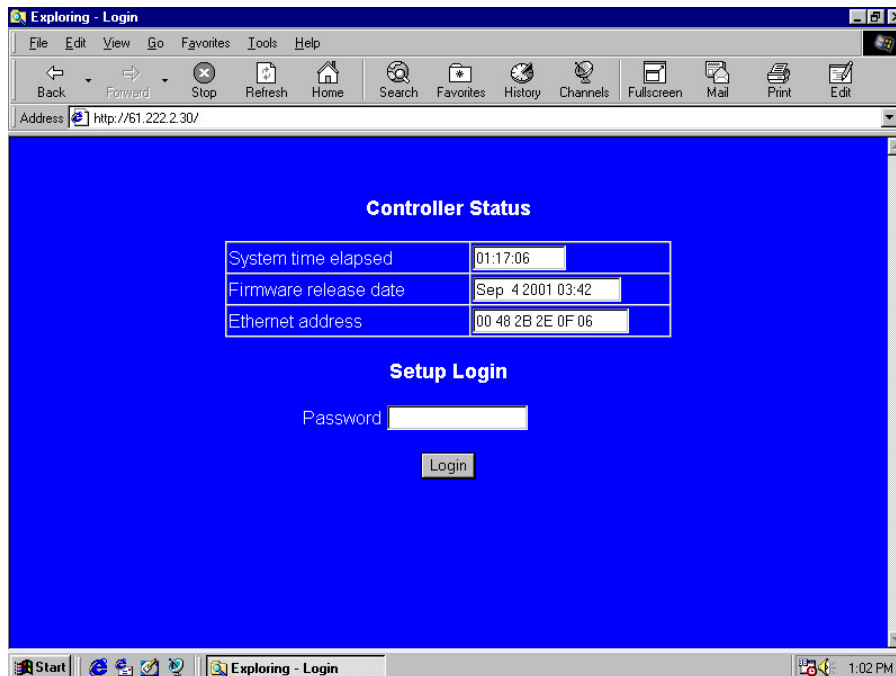 Exploring - Login
File Edit View Go Favorites Tools Help
Back Forward Stop Refresh Home Search Favorites History Channels Fullscreen Mail Print Edit
Address http://61.222.2.30/
Controller Status
System time elapsed 01:17:06
Firmware release date Sep 4 2001 03:42
Ethernet address 00 48 2B 2E 0F 06
Setup Login
Password
Login
Start Exploring - Login 1:02 PM